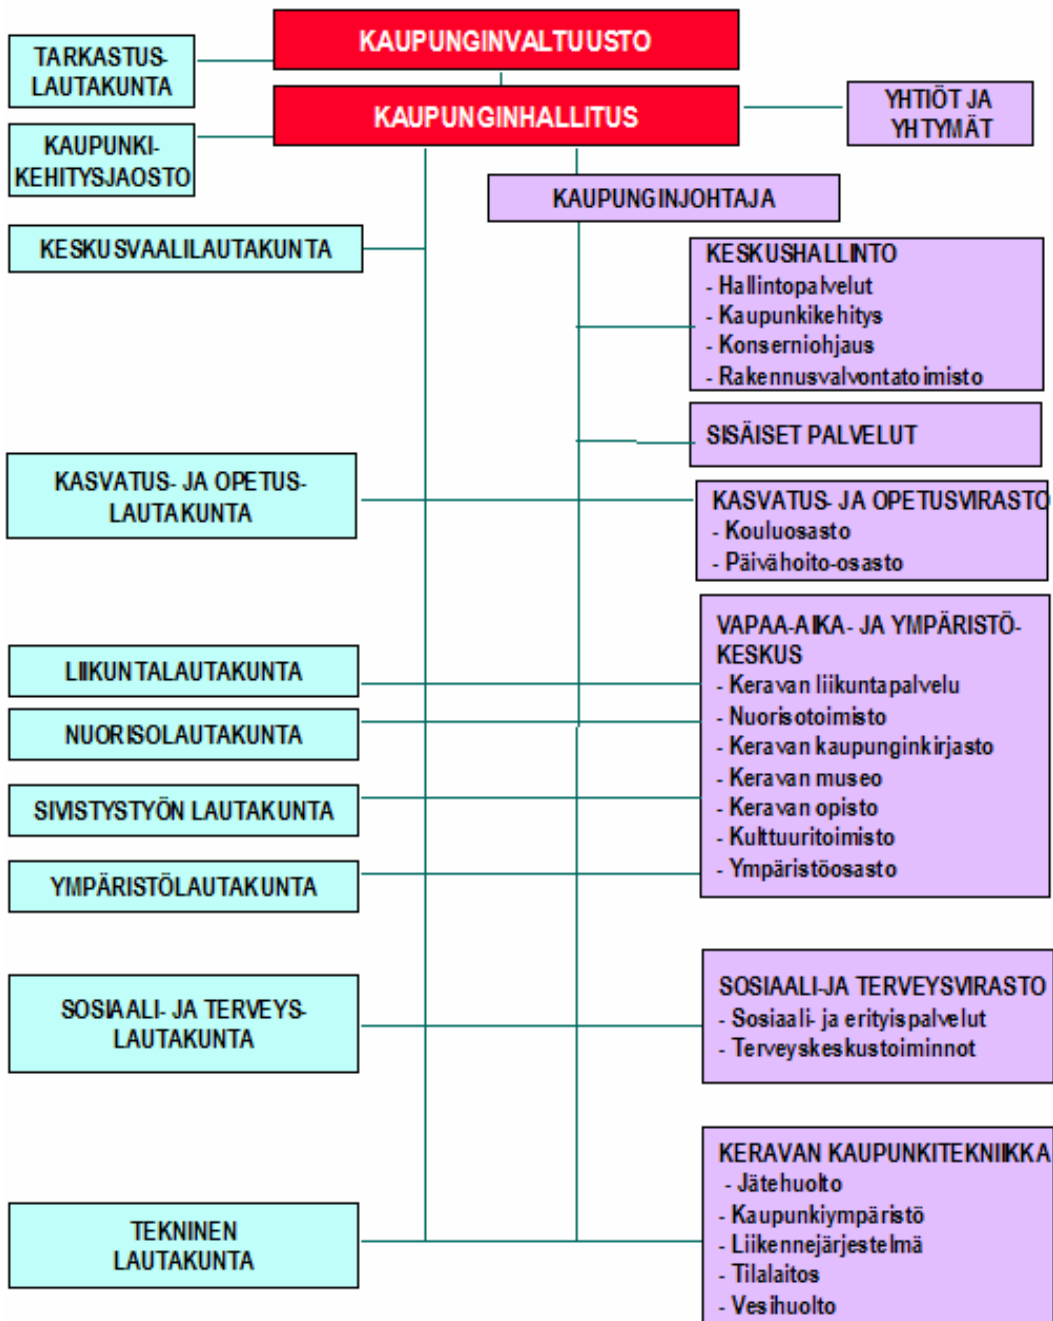 KAUPUNGINVALTUUSTO
TARKASTUS-
LAUTAKUNTA
KAUPUNGINHALLITUS
YHTIÖT JA
YHTYMÄT
KAUPUNKI-
KEHITYSJAOSTO
KAUPUNGINJOHTAJA
KESKUSVAALILAUTAKUNTA
KESKUSHALLINTO
- Hallintopalvelut
- Kaupunkikehitys
- Konserniohjaus
- Rakennusvalvontatoimisto
SISÄISET PALVELUT
KASVATUS- JA OPETUS-
LAUTAKUNTA
KASVATUS- JA OPETUSVIRASTO
- Kouluosasto
- Päivähoito-osasto
LIIKUNTALAUTAKUNTA
NUORISOLAUTAKUNTA
SIVISTYSTYÖN LAUTAKUNTA
YMPÄRISTÖLAUTAKUNTA
VAPAA-AIKA- JA YMPÄRISTÖ-
KESKUS
- Keravan liikuntapalvelu
- Nuorisotoimisto
- Keravan kaupunginkirjasto
- Keravan museo
- Keravan opisto
- Kulttuuritoimisto
- Ympäristöosasto
SOSIAALI- JA TERVEYS-
LAUTAKUNTA
SOSIAALI-JA TERVEYSVIRASTO
- Sosiaali- ja erityispalvelut
- Terveyskeskustoiminnot
TEKNINEN
LAUTAKUNTA
KERAVAN KAUPUNKITEKNIIKKA
- Jätehuolto
- Kaupunkiympäristö
- Liikennejärjestelmä
- Tilalaitos
- Vesihuolto